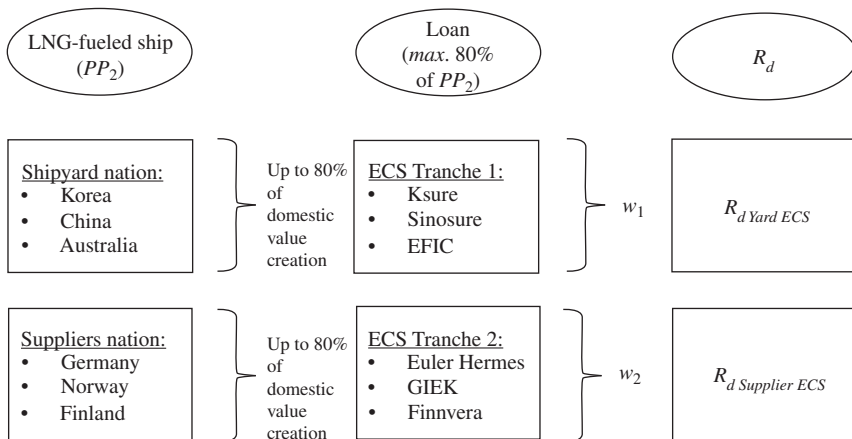 LNG-fueled ship
(PP2)
Loan
(max. 80%
of PP2)
Rd
Shipyard nation:
• Korea
• China
• Australia
Up to 80%
of
domestic
value
creation
ECS Tranche 1:
• Ksure
• Sinosure
• EFIC
w1
Rd Yard ECS
Suppliers nation:
• Germany
• Norway
• Finland
Up to 80%
of
domestic
value
creation
ECS Tranche 2:
• Euler Hermes
• GIEK
• Finnvera
w2
Rd Supplier ECS